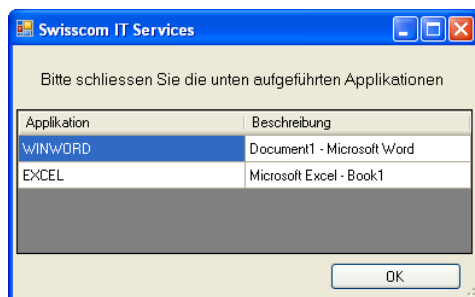 Swisscom IT Services
Bitte schliessen Sie die unten aufgeführten Applikationen
Applikation Beschreibung
WINWORD Document1 - Microsoft Word
EXCEL Microsoft Excel - Book1
OK